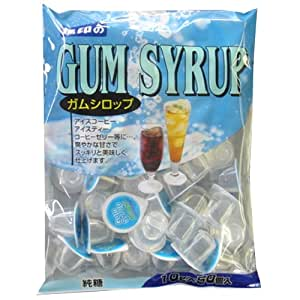 GUM SYRUP
ガムシロップ
アイスコーヒー
アイスティー
コーヒーゼリー等に…。
爽やかな甘さで
スッキリと美味しく
仕上げます。
純糖